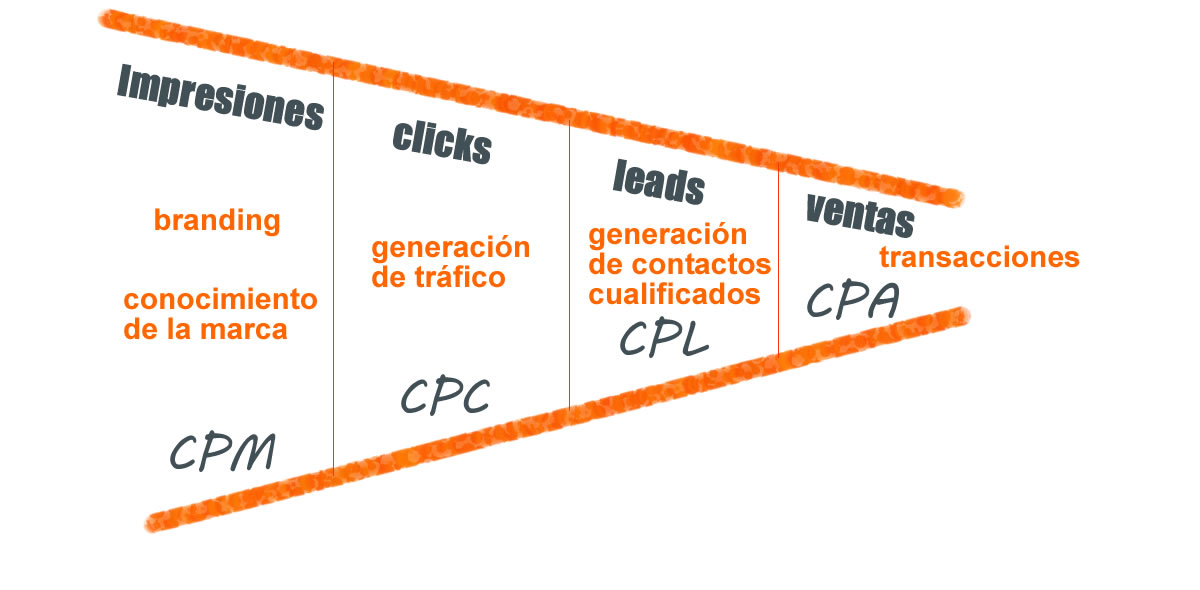 Impresiones
branding
conocimiento
de la marca
CPM
clicks
generación
de tráfico
CPC
leads
generación
de contactos
cualificados
CPL
ventas
transacciones
CPA